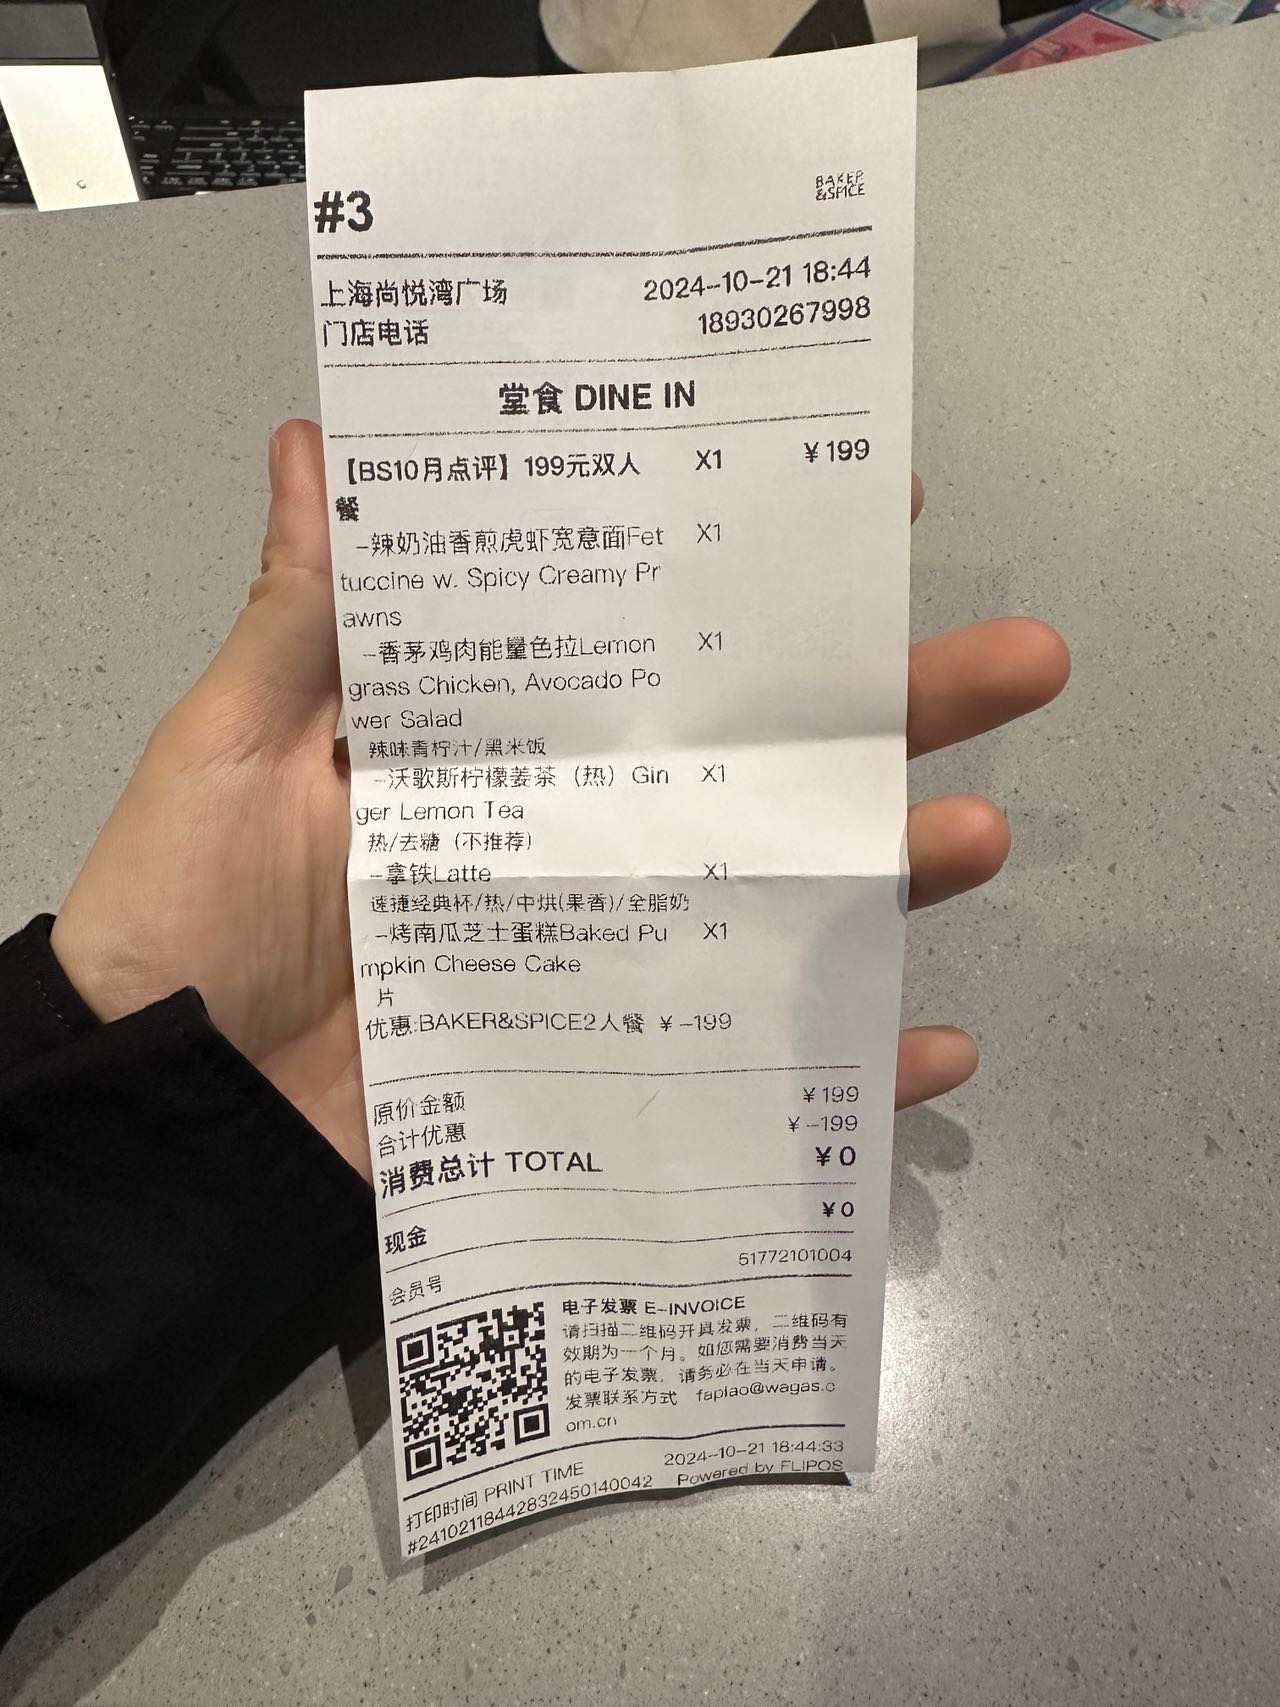 BAKER
&SPICE
#3
上海尚悦湾广场 2024-10-21 18:44
门店电话 18930267998
堂食 DINE IN
【BS10月点评】199元双人 X1 ¥199
餐
-辣奶油香煎虎虾宽意面Fet X1
tuccine w. Spicy Creamy Pr
awns
-香茅鸡肉能量色拉Lemon X1
grass Chicken, Avocado Po
wer Salad
辣味青柠汁/黑米饭
-沃歌斯柠檬姜茶（热）Gin X1
ger Lemon Tea
热/去糖（不推荐）
-拿铁Latte X1
速捷经典杯/热/中烘(果香)/全脂奶
-烤南瓜芝士蛋糕Baked Pu X1
mpkin Cheese Cake
片
优惠:BAKER&SPICE2人餐 ¥-199
原价金额 ¥199
合计优惠 ¥-199
消费总计 TOTAL ¥0
现金 ¥0
会员号 51772101004
电子发票 E-INVOICE
请扫描二维码开具发票，二维码有
效期为一个月。如您需要消费当天
的电子发票，请务必在当天申请。
发票联系方式 fapiao@wagas.c
om.cn
打印时间 PRINT TIME 2024-10-21 18:44:33
#24102118442832450140042 Powered by FLIPOS